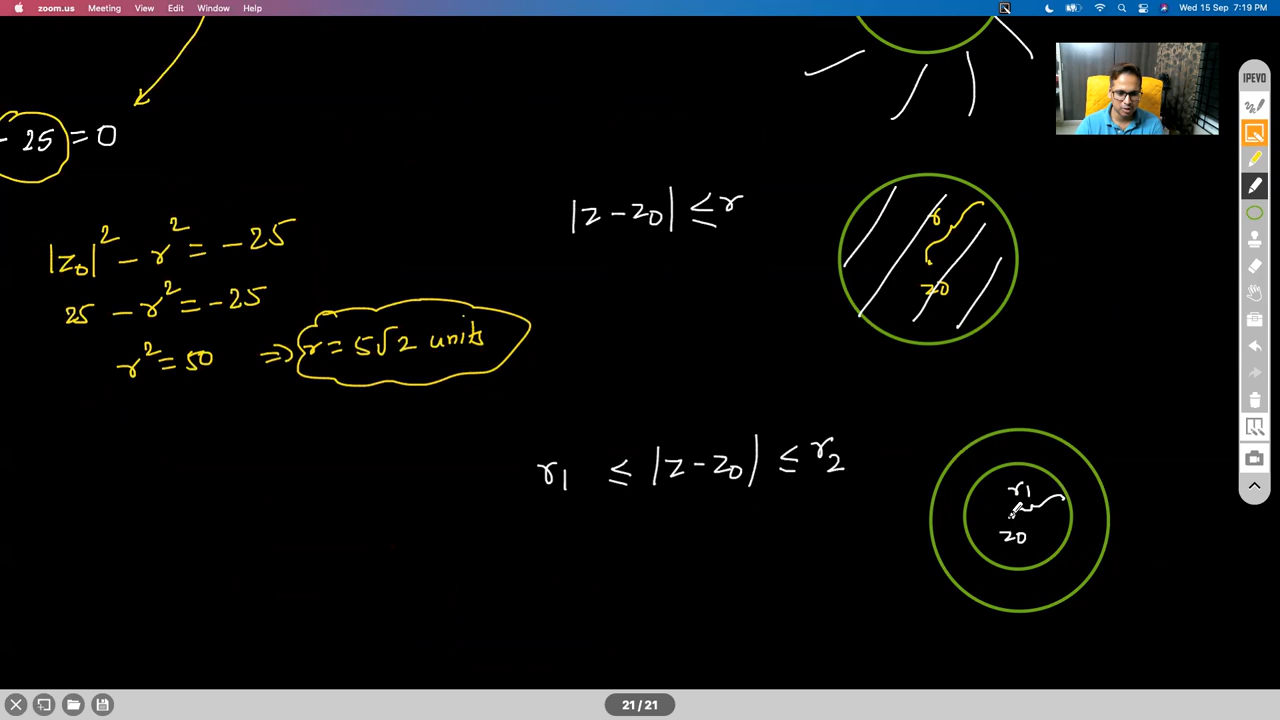 zoom.us Meeting View Edit Window Help
Wed 15 Sep 7:19 PM
IPEVO
- 25 = 0
|z₀|² - r² = -25
25 - r² = -25
r² = 50 ⇒ r = 5√2 units
|z - z₀| ≤ r
r
z₀
r₁ ≤ |z - z₀| ≤ r₂
r₁
z₀
21 / 21